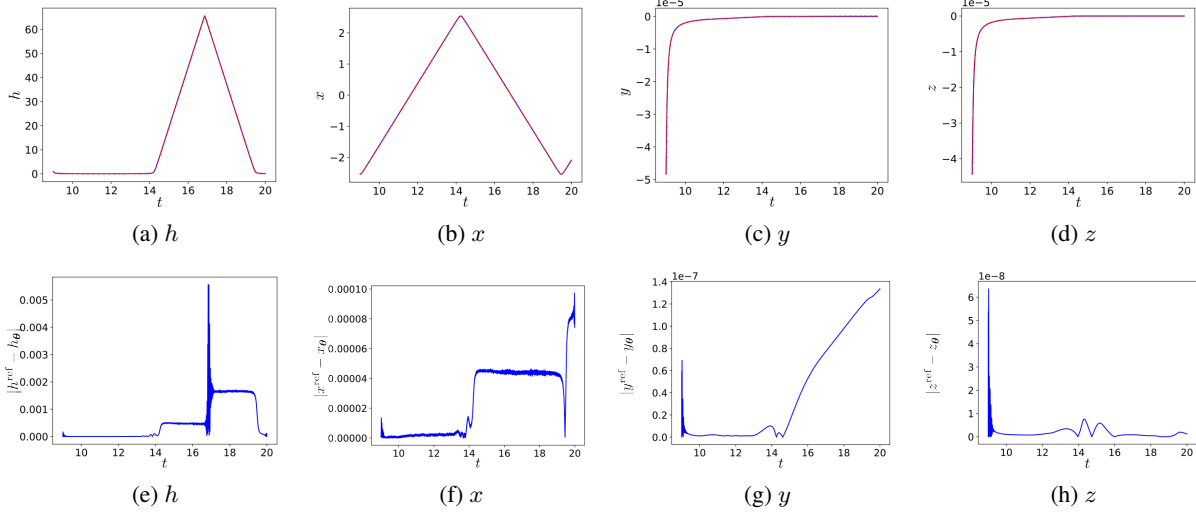 60
50
40
30
20
10
0
h
10 12 14 16 18 20
t
(a) h
2
1
0
−1
−2
x
10 12 14 16 18 20
t
(b) x
1e−5
0
−1
−2
−3
−4
−5
y
10 12 14 16 18 20
t
(c) y
1e−5
0
−1
−2
−3
−4
z
10 12 14 16 18 20
t
(d) z
0.005
0.004
0.003
0.002
0.001
0.000
|h^ref − h_θ|
10 12 14 16 18 20
t
(e) h
0.00010
0.00008
0.00006
0.00004
0.00002
0.00000
|x^ref − x_θ|
10 12 14 16 18 20
t
(f) x
1e−7
1.4
1.2
1.0
0.8
0.6
0.4
0.2
0.0
|y^ref − y_θ|
10 12 14 16 18 20
t
(g) y
1e−8
6
5
4
3
2
1
0
|z^ref − z_θ|
10 12 14 16 18 20
t
(h) z